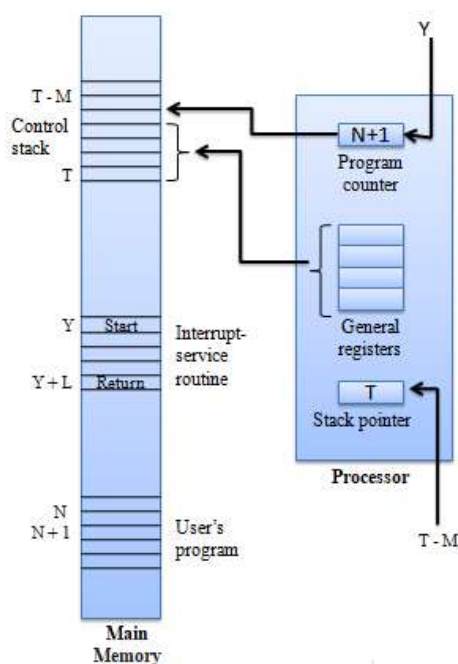 Y
T - M
Control
stack
T
N+1
Program
counter
Y
Start
Interrupt-
service
routine
General
registers
Y + L
Return
T
Stack pointer
Processor
N
N + 1
User's
program
T - M
Main
Memory